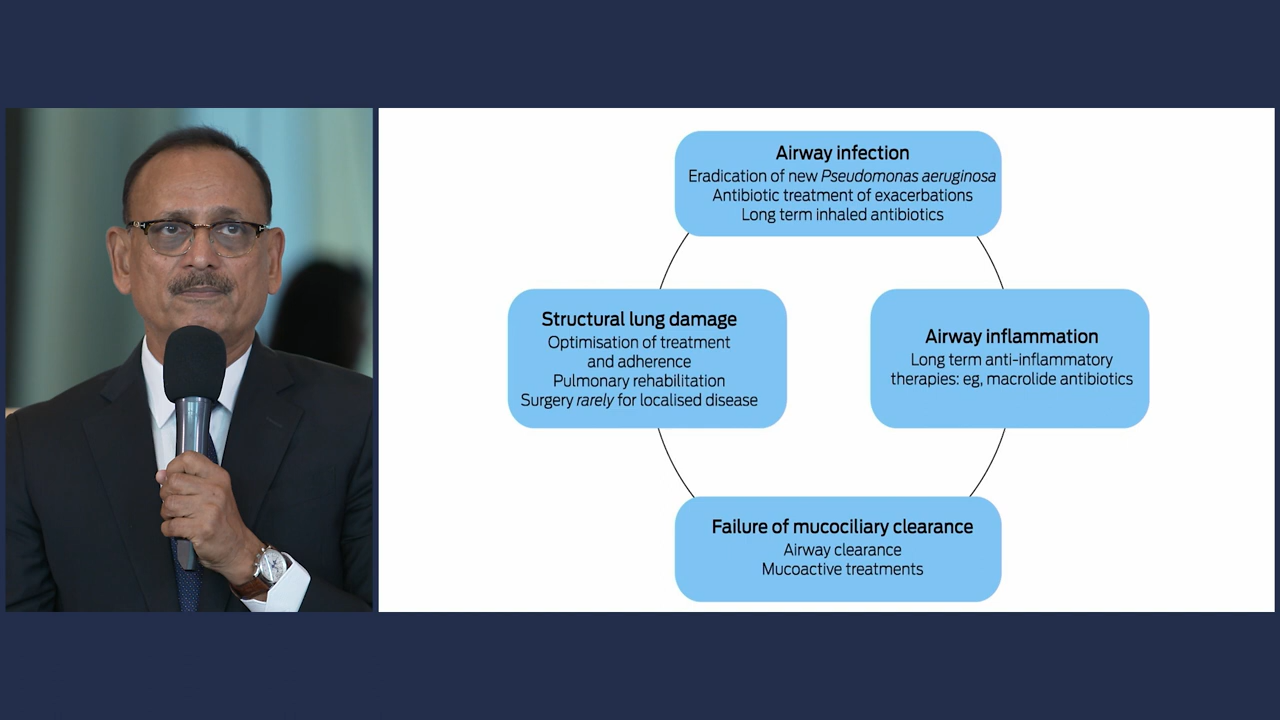 Airway infection
Eradication of new Pseudomonas aeruginosa
Antibiotic treatment of exacerbations
Long term inhaled antibiotics
Structural lung damage
Optimisation of treatment
and adherence
Pulmonary rehabilitation
Surgery rarely for localised disease
Airway inflammation
Long term anti-inflammatory
therapies: eg, macrolide antibiotics
Failure of mucociliary clearance
Airway clearance
Mucoactive treatments